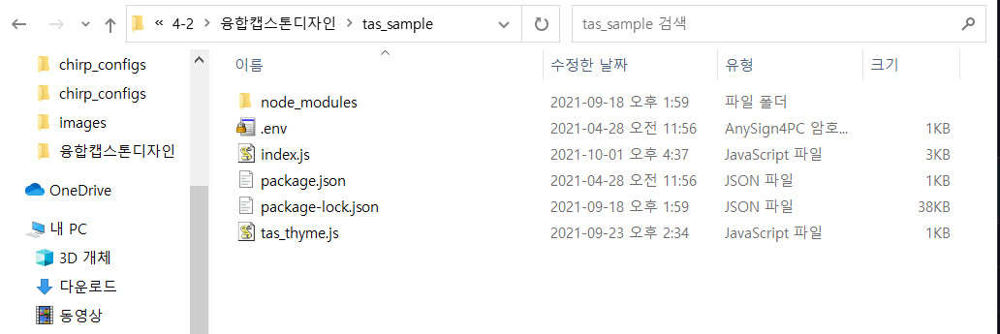 « 4-2 > 융합캡스톤디자인 > tas_sample
tas_sample 검색
chirp_configs
chirp_configs
images
융합캡스톤디자인
OneDrive
내 PC
3D 개체
다운로드
동영상
이름 수정한 날짜 유형 크기
node_modules 2021-09-18 오후 1:59 파일 폴더
.env 2021-04-28 오전 11:56 AnySign4PC 암호... 1KB
index.js 2021-10-01 오후 4:37 JavaScript 파일 3KB
package.json 2021-04-28 오전 11:56 JSON 파일 1KB
package-lock.json 2021-09-18 오후 1:59 JSON 파일 38KB
tas_thyme.js 2021-09-23 오후 2:34 JavaScript 파일 1KB